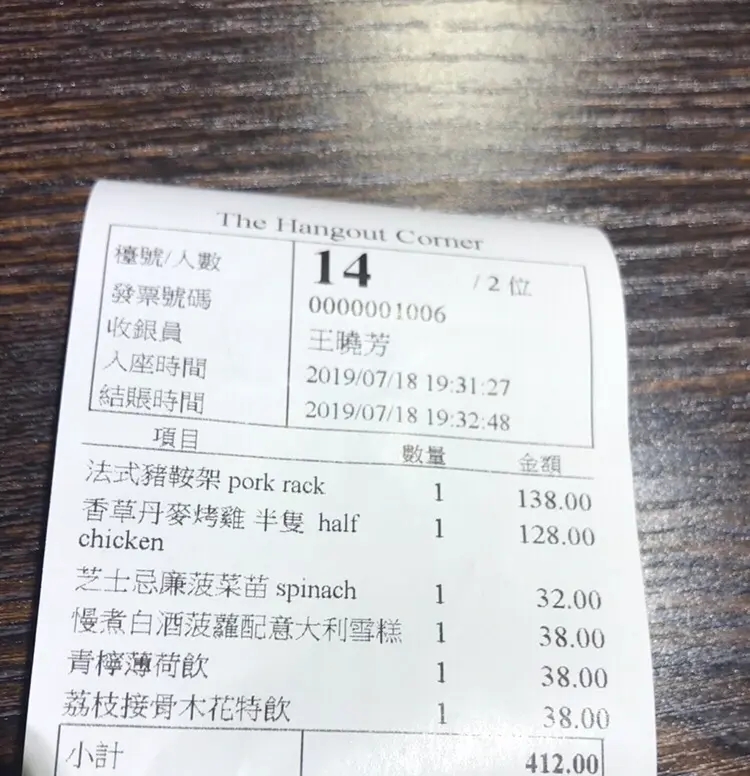 The Hangout Corner
檯號/人數 14 / 2 位
發票號碼 0000001006
收銀員 王曉芳
入座時間 2019/07/18 19:31:27
結賬時間 2019/07/18 19:32:48
項目 數量 金額
法式豬鞍架 pork rack 1 138.00
香草丹麥烤雞 半隻 half 1 128.00
chicken
芝士忌廉菠菜苗 spinach 1 32.00
慢煮白酒菠蘿配意大利雪糕 1 38.00
青檸薄荷飲 1 38.00
荔枝接骨木花特飲 1 38.00
小計 412.00